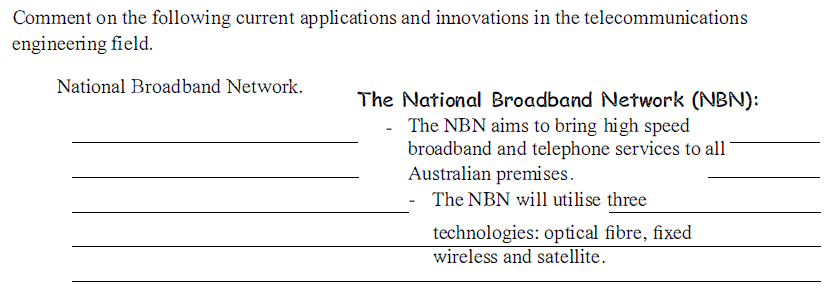 Comment on the following current applications and innovations in the telecommunications
engineering field.
National Broadband Network.
The National Broadband Network (NBN):
- The NBN aims to bring high speed
broadband and telephone services to all
Australian premises.
- The NBN will utilise three
technologies: optical fibre, fixed
wireless and satellite.